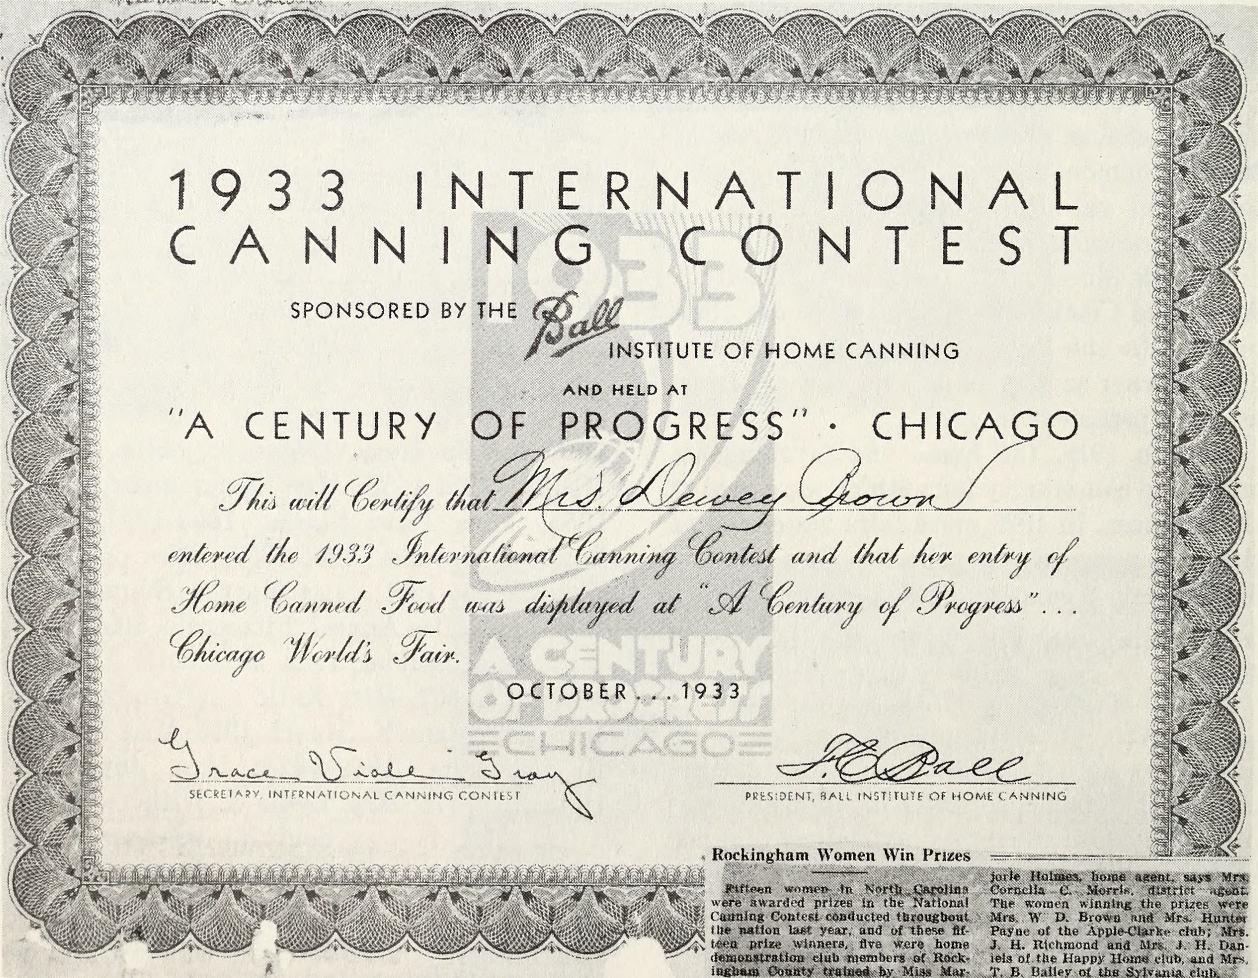 1933 INTERNATIONAL
CANNING CONTEST
SPONSORED BY THE Ball
INSTITUTE OF HOME CANNING
AND HELD AT
"A CENTURY OF PROGRESS" · CHICAGO
This will Certify that Mrs. Dewey Brown
entered the 1933 International Canning Contest and that her entry of
Home Canned Food was displayed at "A Century of Progress"...
Chicago World's Fair.
OCTOBER...1933
1933
A CENTURY
OF PROGRESS
CHICAGO
Grace Viall Gray
SECRETARY, INTERNATIONAL CANNING CONTEST
F.C. Ball
PRESIDENT, BALL INSTITUTE OF HOME CANNING
Rockingham Women Win Prizes
Fifteen women in North Carolina
were awarded prizes in the National
Canning Contest conducted throughout
the nation last year, and of these fif-
teen prize winners, five were home
demonstration club members of Rock-
ingham County trained by Miss Mar-
jorie Holmes, home agent, says Mrs.
Cornelia C. Morris, district agent.
The women winning the prizes were
Mrs. W D. Brown and Mrs. Hunter
Payne of the Apple-Clarke club; Mrs.
J. H. Richmond and Mrs. J. H. Dan-
iels of the Happy Home club, and Mrs.
T. B. Bailey of the Sylvania club.